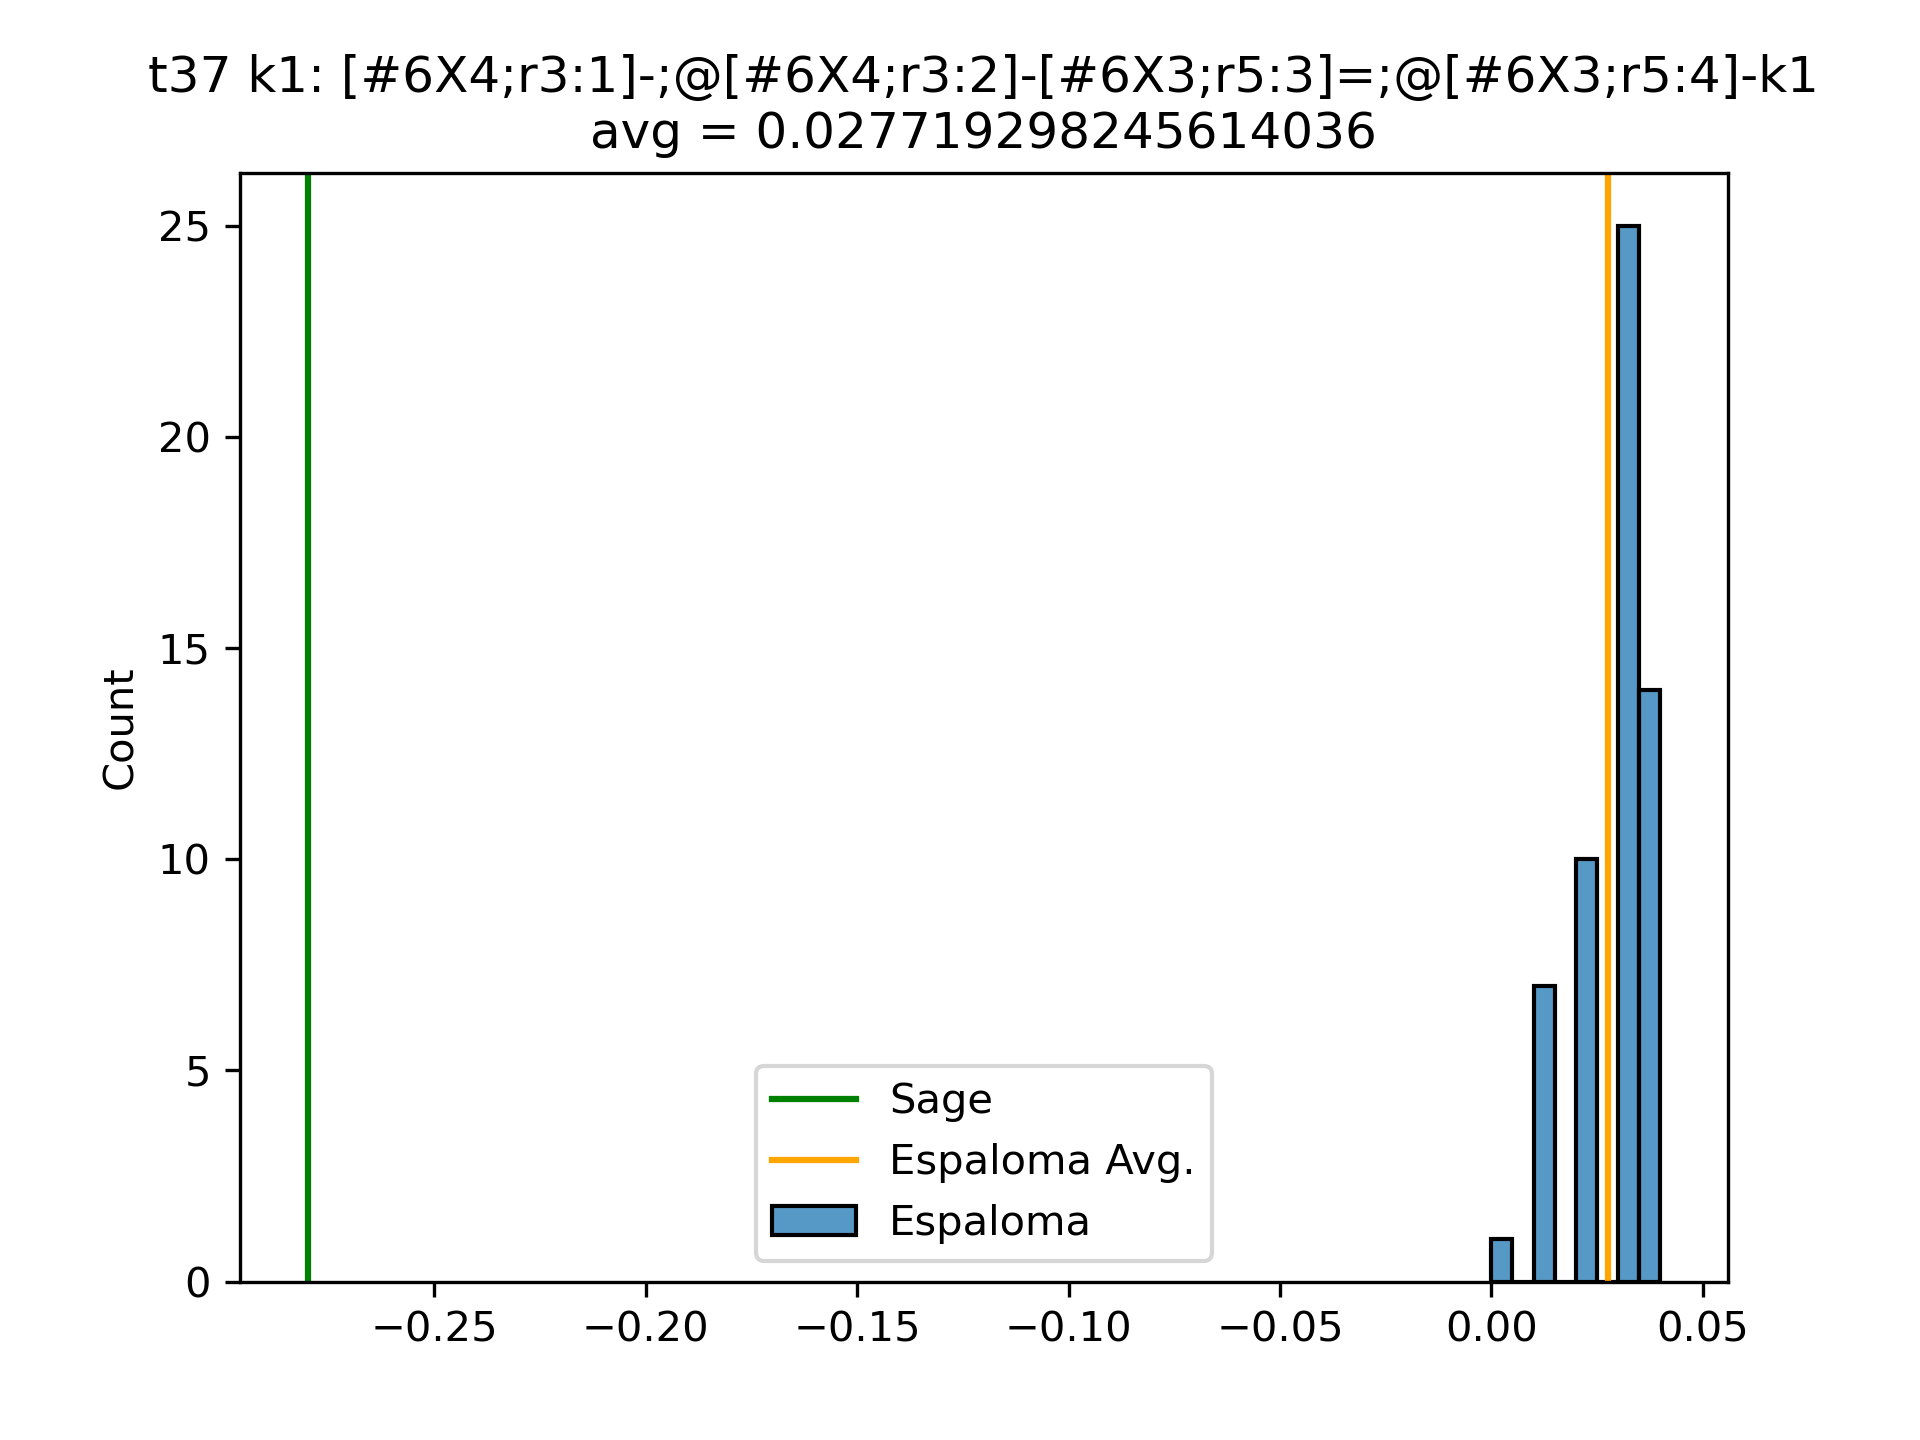 t37 k1: [#6X4;r3:1]-;@[#6X4;r3:2]-[#6X3;r5:3]=;@[#6X3;r5:4]-k1
avg = 0.027719298245614036
25
20
15
10
5
0
Count
Sage
Espaloma Avg.
Espaloma
−0.25
−0.20
−0.15
−0.10
−0.05
0.00
0.05